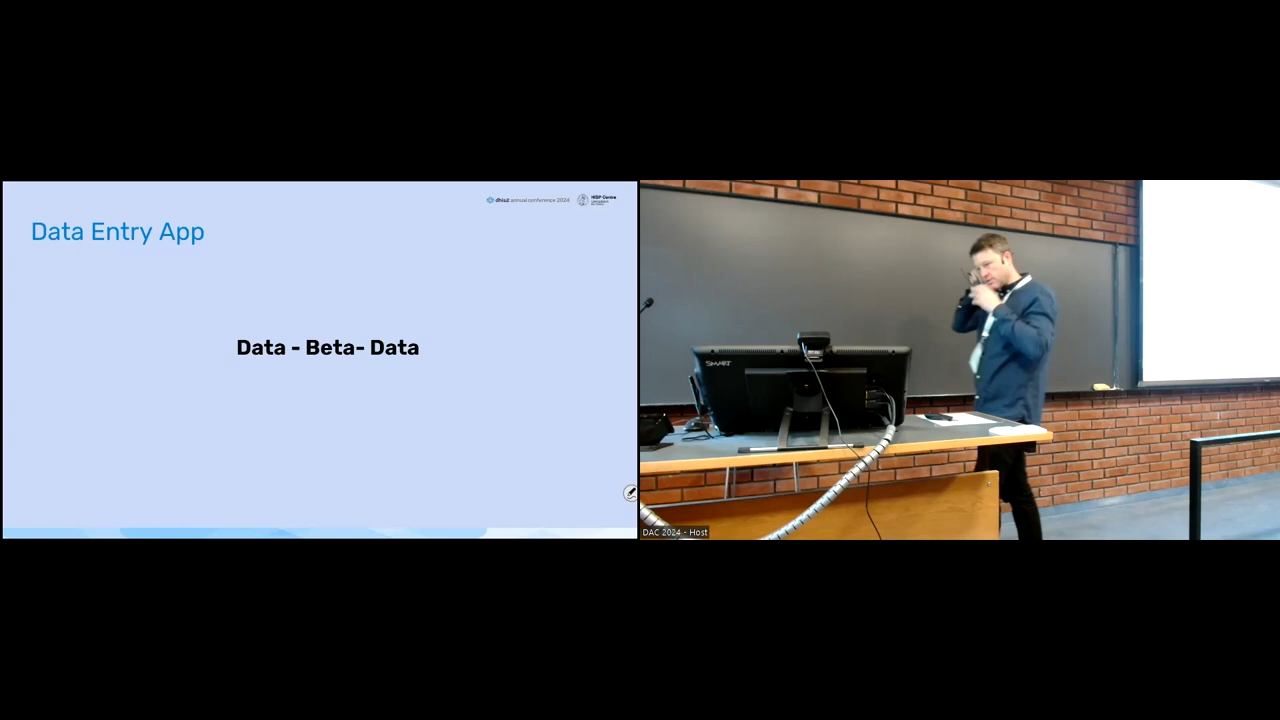 dhis2 annual conference 2024
HISP Centre
Data Entry App
Data - Beta- Data
SMART
DAC 2024 - Host